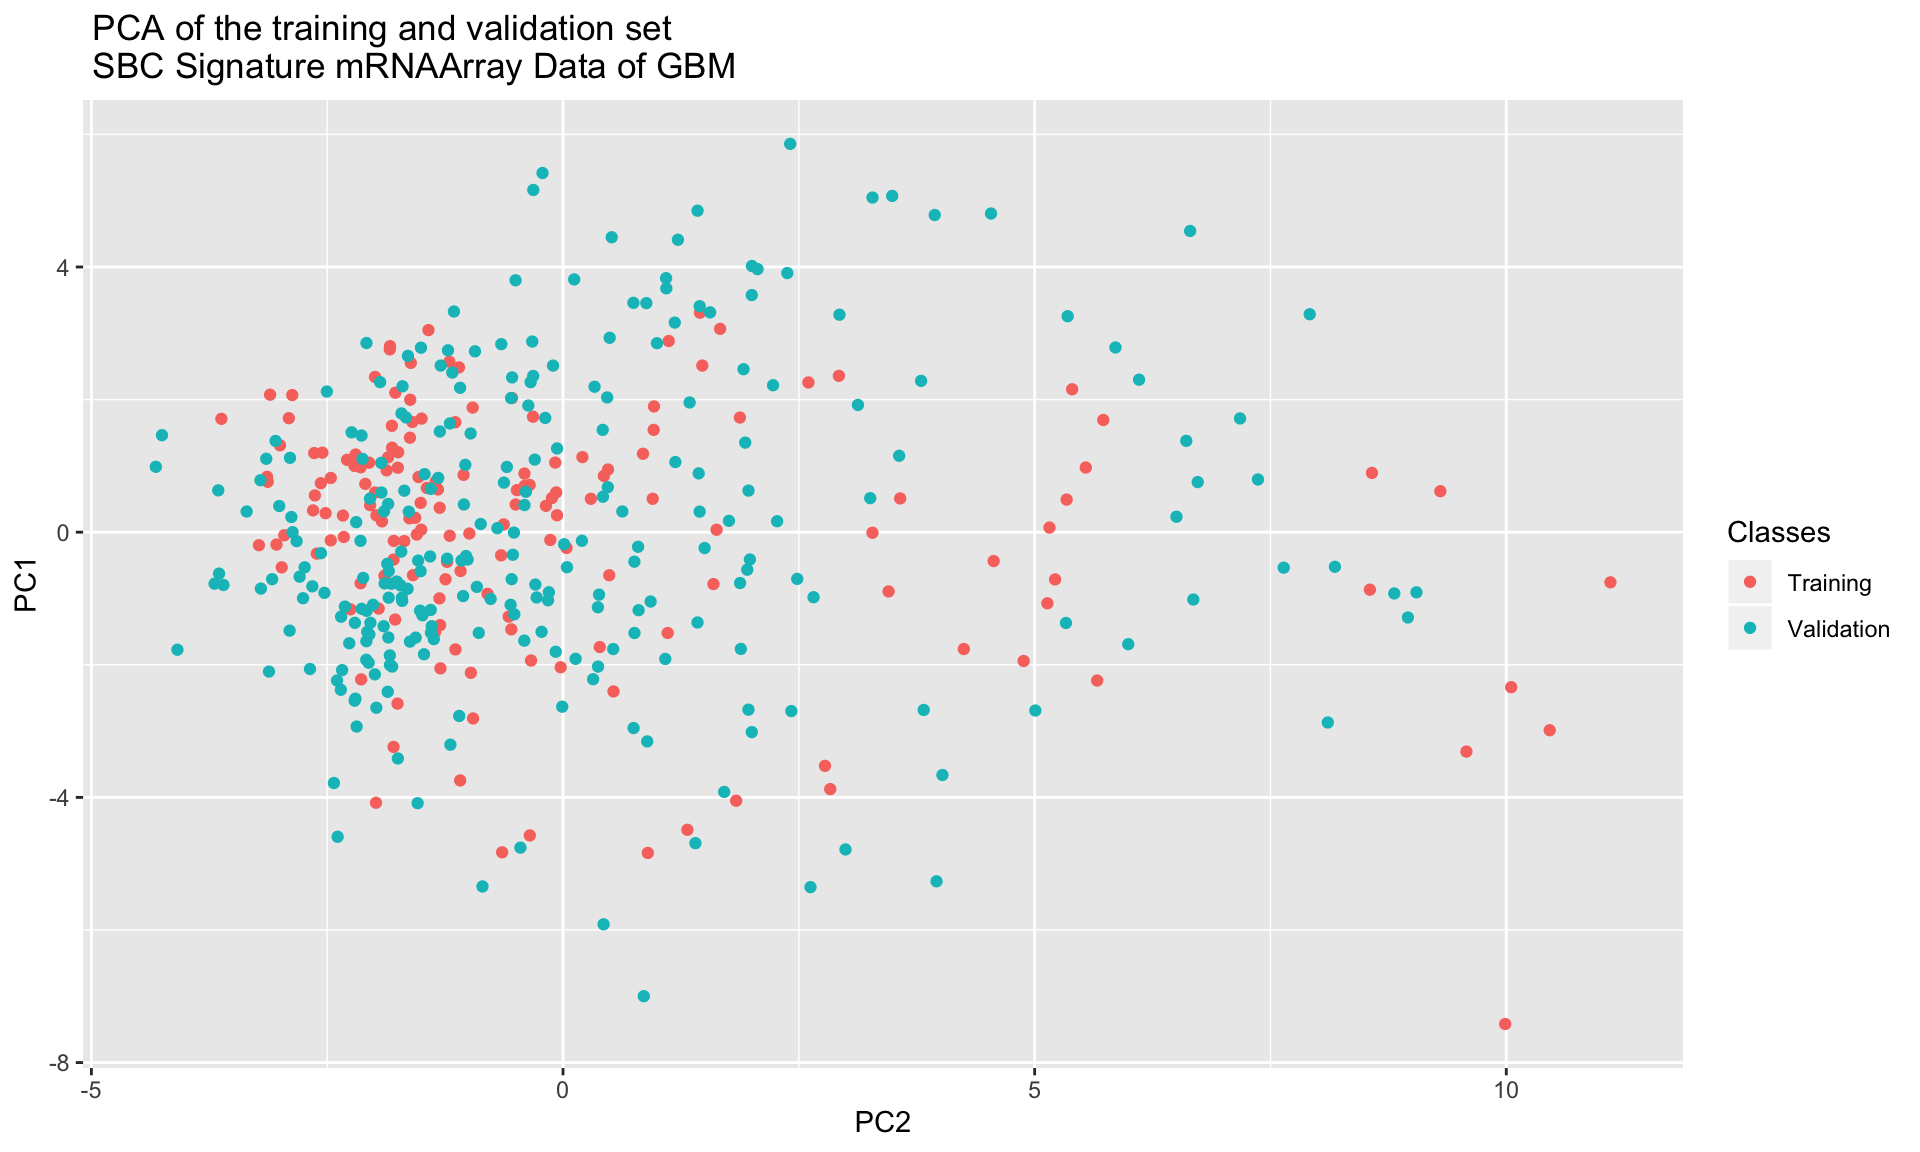 PCA of the training and validation set
SBC Signature mRNAArray Data of GBM
PC1
4
0
-4
-8
-5
0
5
10
PC2
Classes
Training
Validation